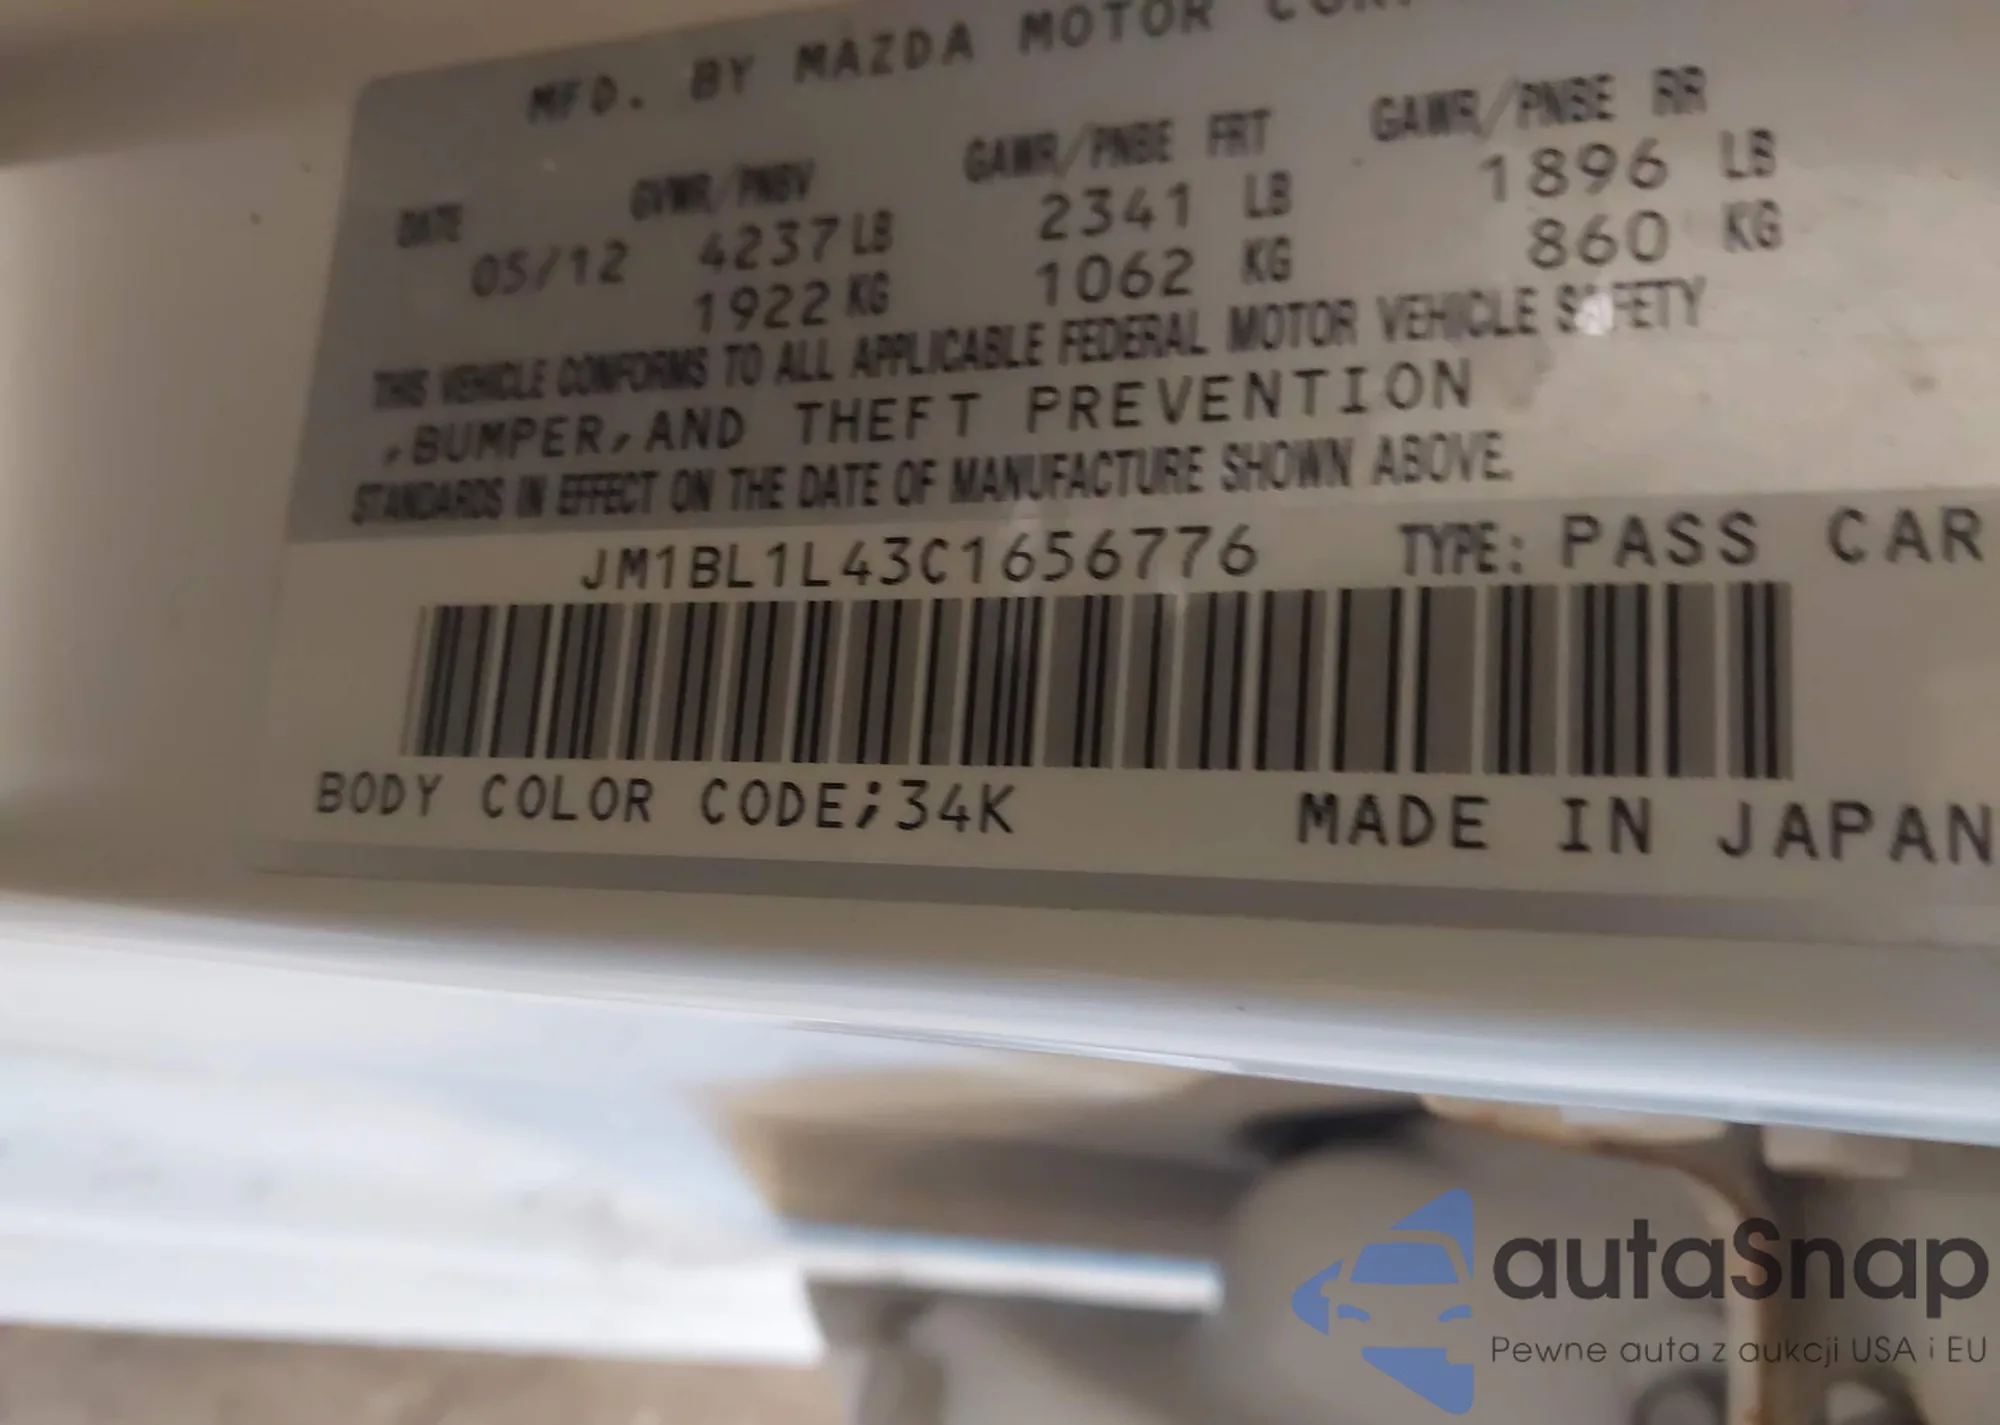 MFD. BY MAZDA MOTOR
DATE GVWR/PNBV GAWR/PNBE FRT GAWR/PNBE RR
05/12 4237 LB 2341 LB 1896 LB
1922 KG 1062 KG 860 KG
THIS VEHICLE CONFORMS TO ALL APPLICABLE FEDERAL MOTOR VEHICLE SAFETY
,BUMPER,AND THEFT PREVENTION
STANDARDS IN EFFECT ON THE DATE OF MANUFACTURE SHOWN ABOVE.
JM1BL1L43C1656776 TYPE: PASS CAR
BODY COLOR CODE;34K MADE IN JAPAN
autaSnap
Pewne auta z aukcji USA i EU